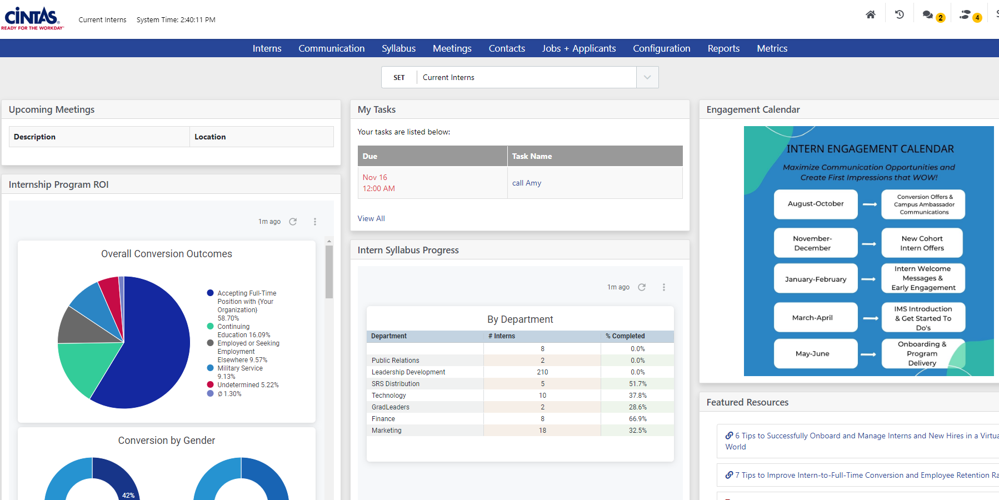 CINTAS®
READY FOR THE WORKDAY®
Current Interns
System Time: 2:40:11 PM
2
4
Interns
Communication
Syllabus
Meetings
Contacts
Jobs + Applicants
Configuration
Reports
Metrics
SET
Current Interns
Upcoming Meetings
Description
Location
Internship Program ROI
1m ago
Overall Conversion Outcomes
Accepting Full-Time
Position with {Your
Organization}
58.70%
Continuing
Education 16.09%
Employed or Seeking
Employment
Elsewhere 9.57%
Military Service
9.13%
Undetermined 5.22%
Ø 1.30%
Conversion by Gender
42%
My Tasks
Your tasks are listed below:
Due
Task Name
Nov 16
12:00 AM
call Amy
View All
Intern Syllabus Progress
1m ago
By Department
Department # Interns % Completed
8 0.0%
Public Relations 2 0.0%
Leadership Development 210 0.0%
SRS Distribution 5 51.7%
Technology 10 37.8%
GradLeaders 2 28.6%
Finance 8 66.9%
Marketing 18 32.5%
Engagement Calendar
INTERN ENGAGEMENT CALENDAR
Maximize Communication Opportunities and
Create First Impressions that WOW!
August-October
Conversion Offers &
Campus Ambassador
Communications
November-
December
New Cohort
Intern Offers
January-February
Intern Welcome
Messages &
Early Engagement
March-April
IMS Introduction
& Get Started To
Do's
May-June
Onboarding &
Program
Delivery
Featured Resources
6 Tips to Successfully Onboard and Manage Interns and New Hires in a Virtua
World
7 Tips to Improve Intern-to-Full-Time Conversion and Employee Retention Ra